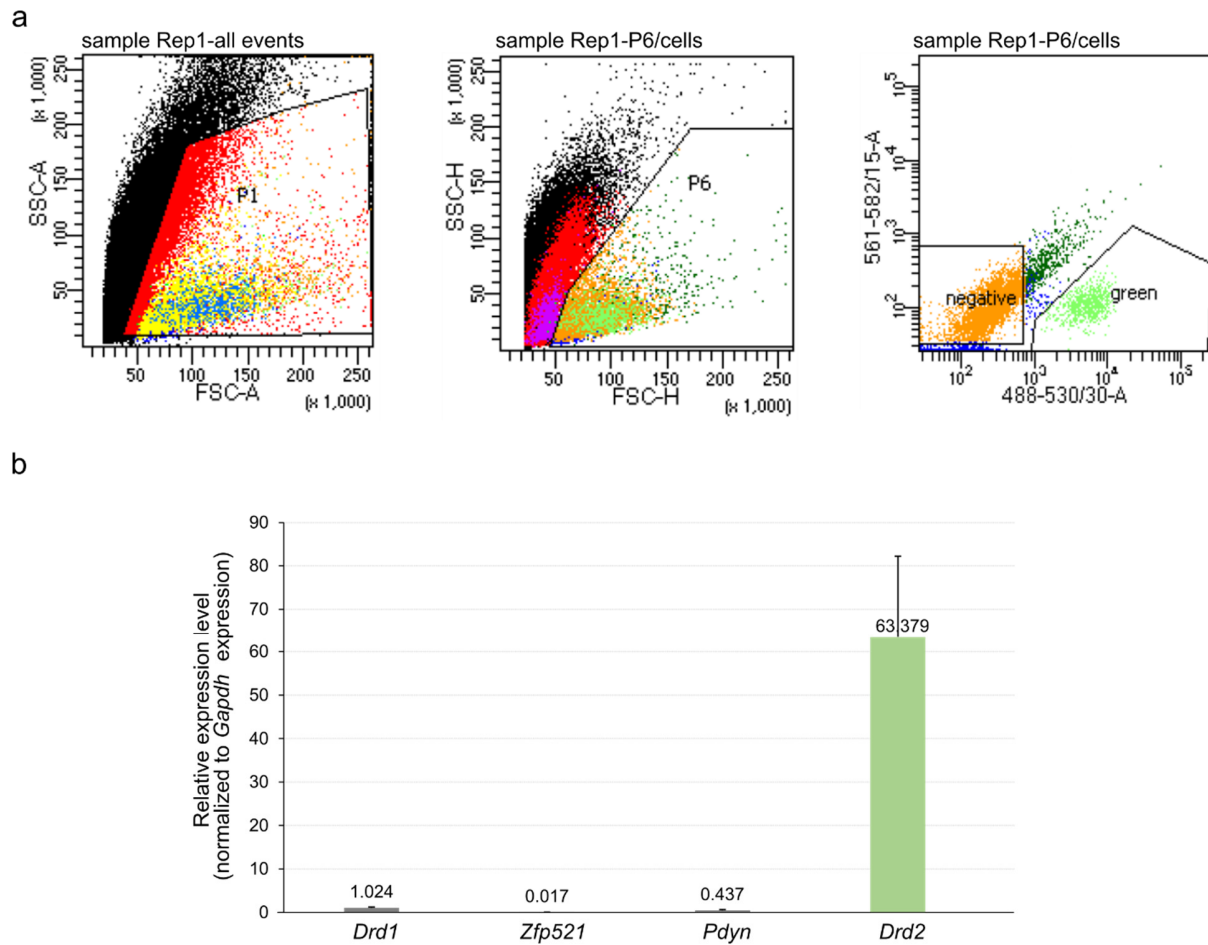 a
sample Rep1-all events
sample Rep1-P6/cells
sample Rep1-P6/cells
SSC-A
(x 1,000)
250
200
150
100
50
P1
50 100 150 200 250
FSC-A
(x 1,000)
SSC-H
(x 1,000)
250
200
150
100
50
P6
50 100 150 200 250
FSC-H
(x 1,000)
561-582/15-A
10^5
10^4
10^3
10^2
negative
green
10^2 10^3 10^4 10^5
488-530/30-A
b
Relative expression level
(normalized to Gapdh expression)
90
80
70
60
50
40
30
20
10
0
1.024
0.017
0.437
63.379
Drd1 Zfp521 Pdyn Drd2